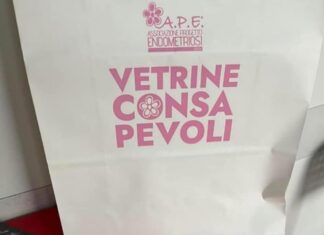 A.P.E.
ASSOCIAZIONE PROGETTO
ENDOMETRIOSI
VETRINE
CONSA
PEVOLI